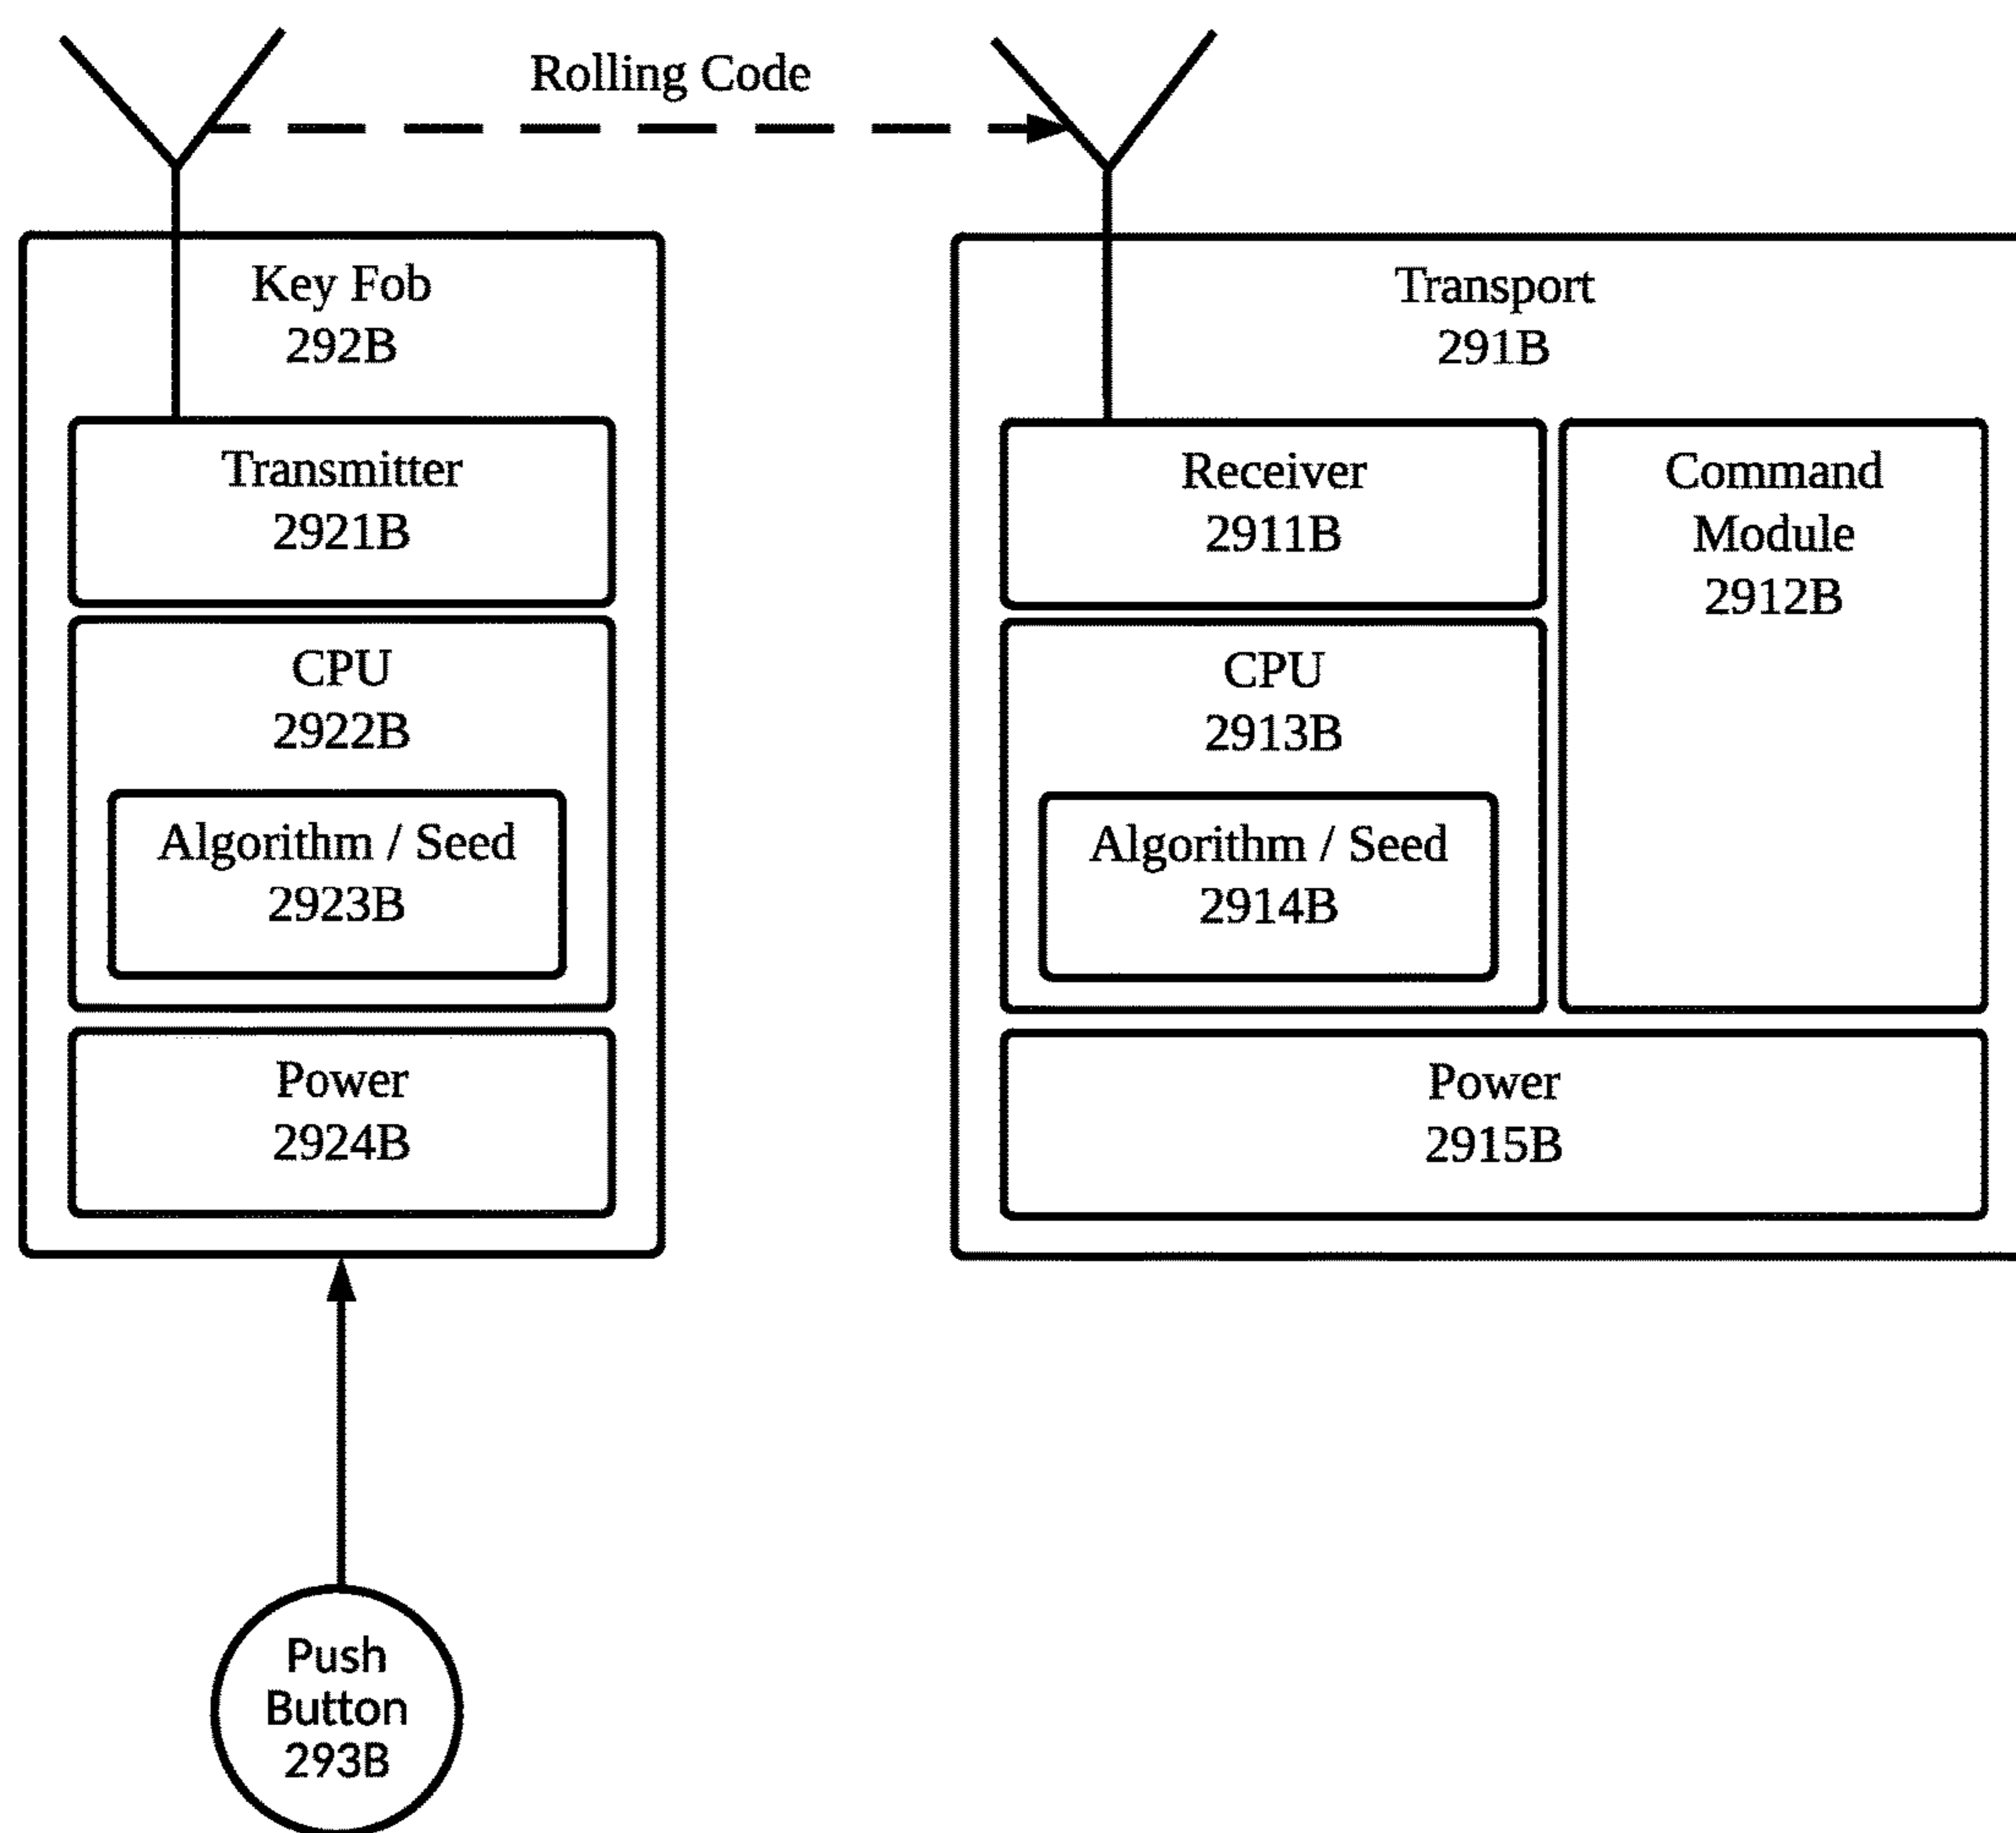 Rolling Code
Key Fob
292B
Transmitter
2921B
CPU
2922B
Algorithm / Seed
2923B
Power
2924B
Push
Button
293B
Transport
291B
Receiver
2911B
Command
Module
2912B
CPU
2913B
Algorithm / Seed
2914B
Power
2915B